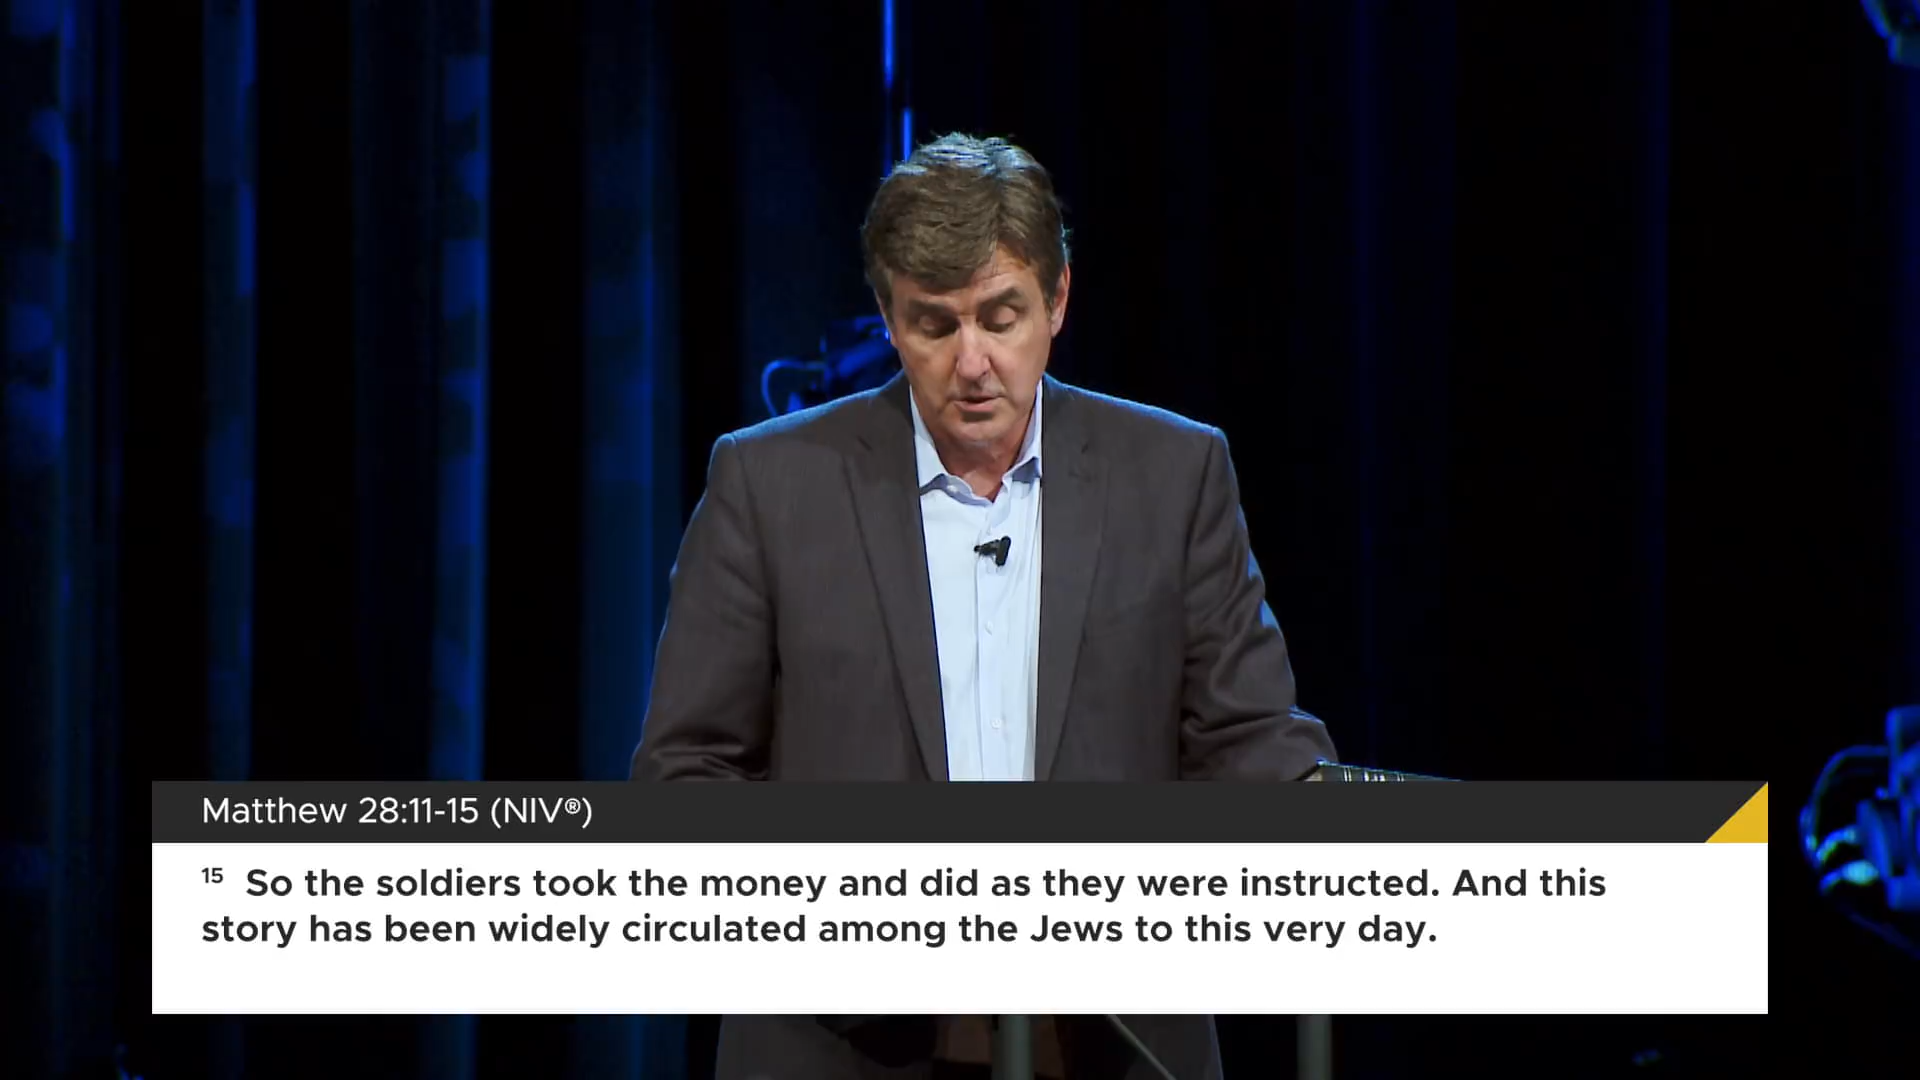 Matthew 28:11-15 (NIV®)
15 So the soldiers took the money and did as they were instructed. And this
story has been widely circulated among the Jews to this very day.